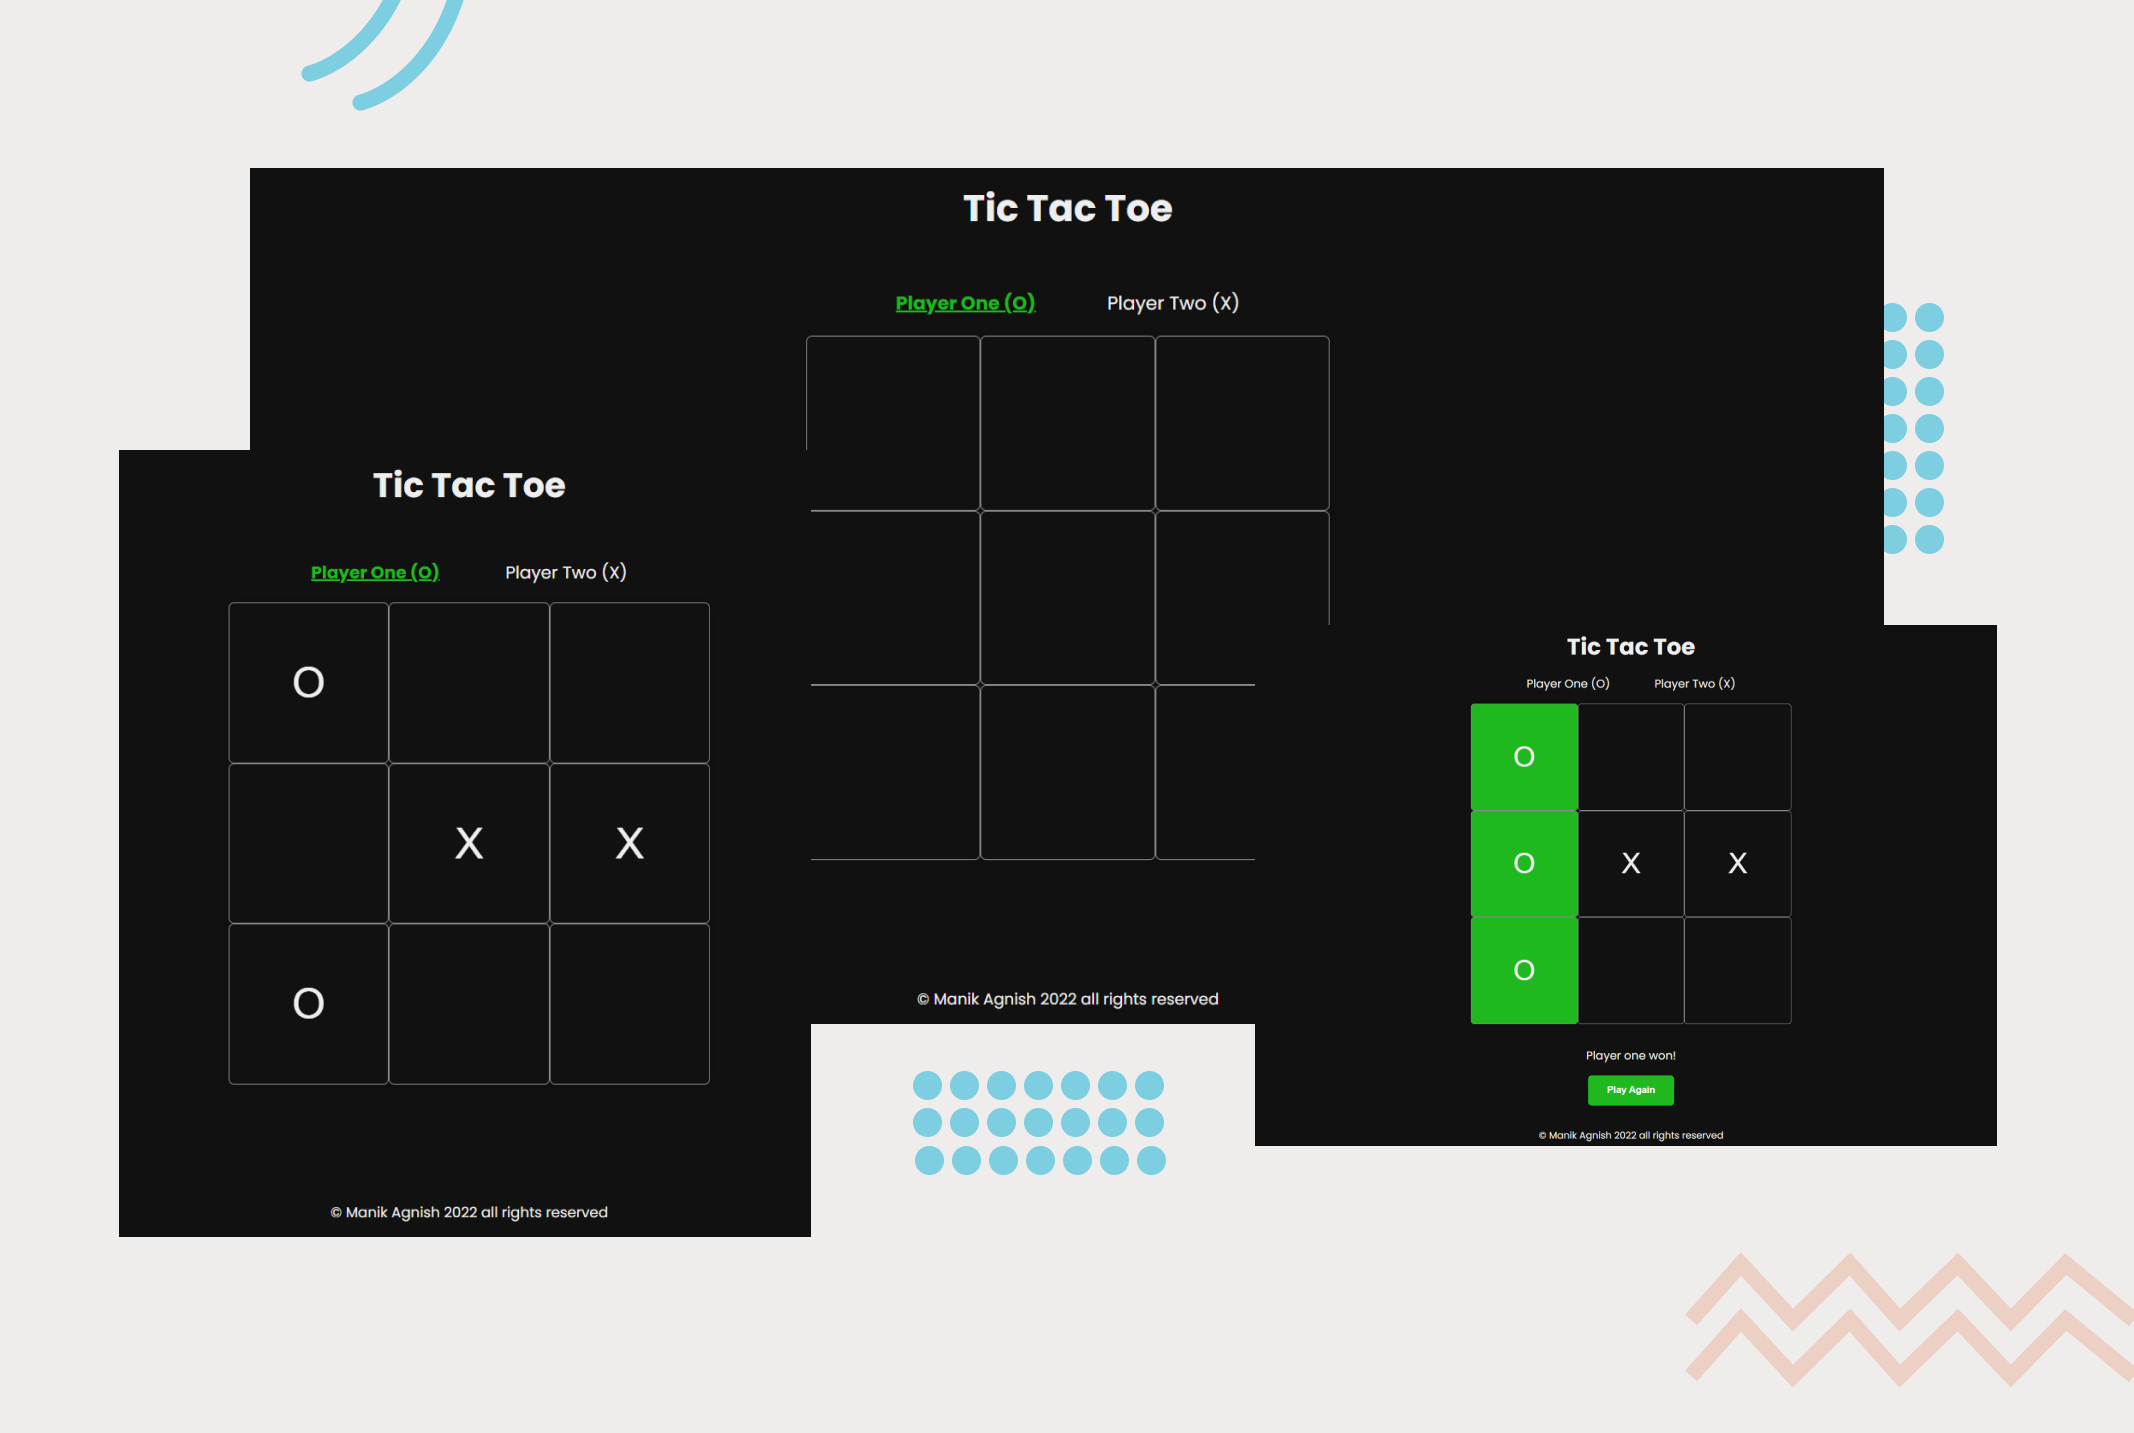 Tic Tac Toe
Player One (O) Player Two (X)
© Manik Agnish 2022 all rights reserved
Tic Tac Toe
Player One (O) Player Two (X)
O
X X
O
© Manik Agnish 2022 all rights reserved
Tic Tac Toe
Player One (O) Player Two (X)
O
O X X
O
Player one won!
Play Again
© Manik Agnish 2022 all rights reserved